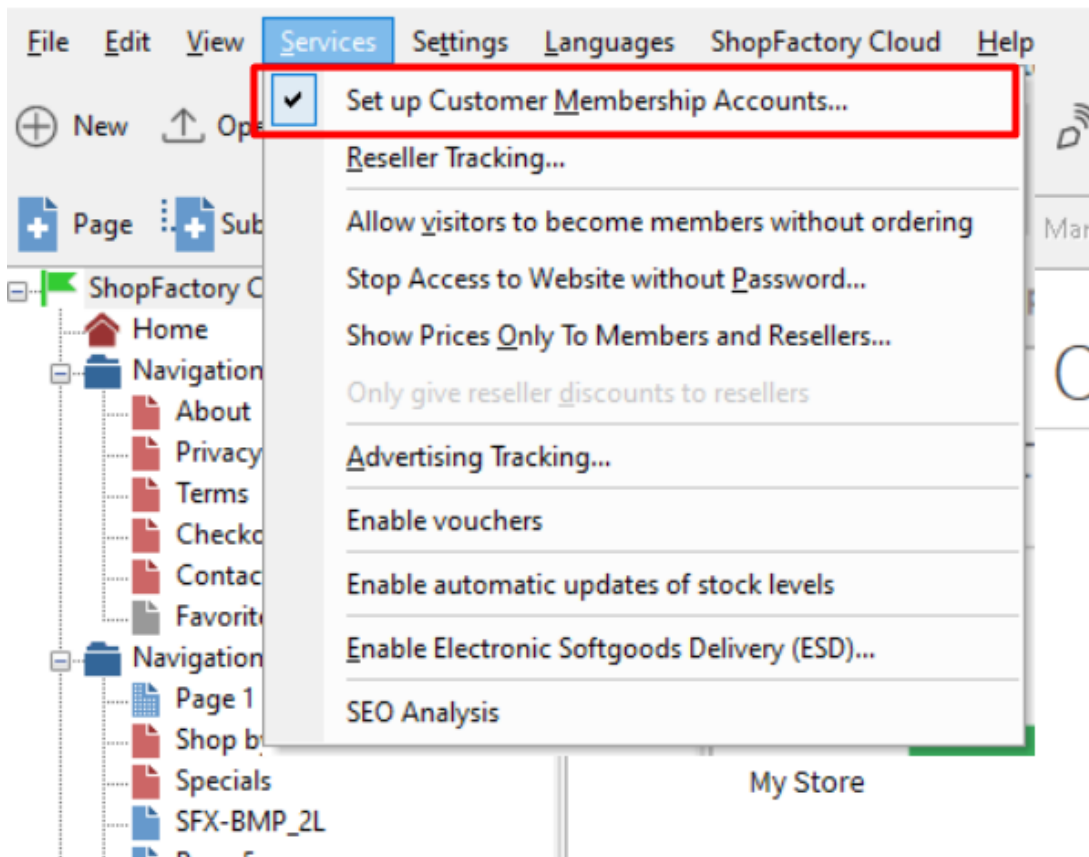 File Edit View Services Settings Languages ShopFactory Cloud Help
Set up Customer Membership Accounts...
New
Reseller Tracking...
Page
Allow visitors to become members without ordering
Stop Access to Website without Password...
ShopFactory
Home
Show Prices Only To Members and Resellers...
Navigation
Only give reseller discounts to resellers
About
Privacy
Advertising Tracking...
Terms
Enable vouchers
Enable automatic updates of stock levels
Navigation
Enable Electronic Softgoods Delivery (ESD)...
Page 1
SEO Analysis
Shop
Specials
My Store
SFX-BMP_2L